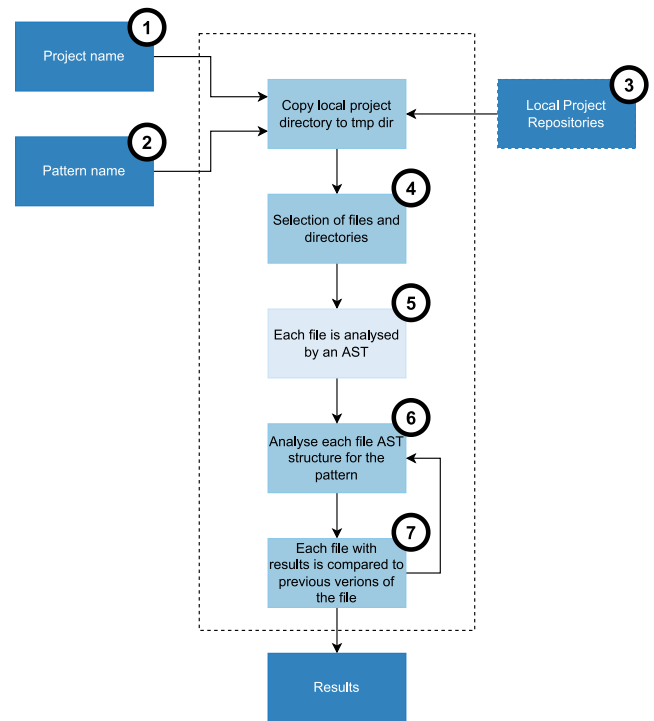 1
Project name
2
Pattern name
3
Local Project
Repositories
Copy local project
directory to tmp dir
4
Selection of files and
directories
5
Each file is analysed
by an AST
6
Analyse each file AST
structure for the
pattern
7
Each file with
results is compared to
previous verions of
the file
Results